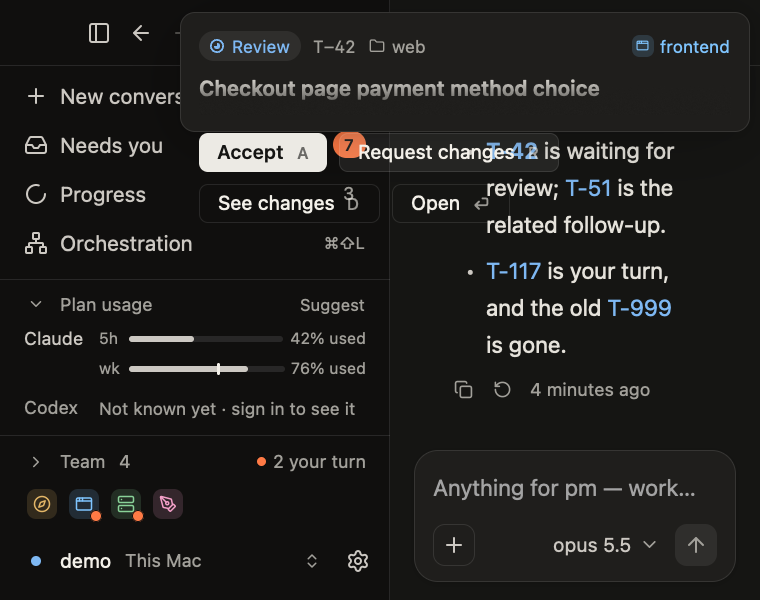 Review T-42 web frontend
Checkout page payment method choice
New convers
Needs you 7
Accept A Request changes
T-42 is waiting for
review; T-51 is the
related follow-up.
Progress 3
See changes D Open ↵
Orchestration ⌘⇧L
• T-117 is your turn,
and the old T-999
is gone.
4 minutes ago
Plan usage Suggest
Claude 5h 42% used
wk 76% used
Codex Not known yet · sign in to see it
Team 4 2 your turn
demo This Mac
Anything for pm — work...
opus 5.5